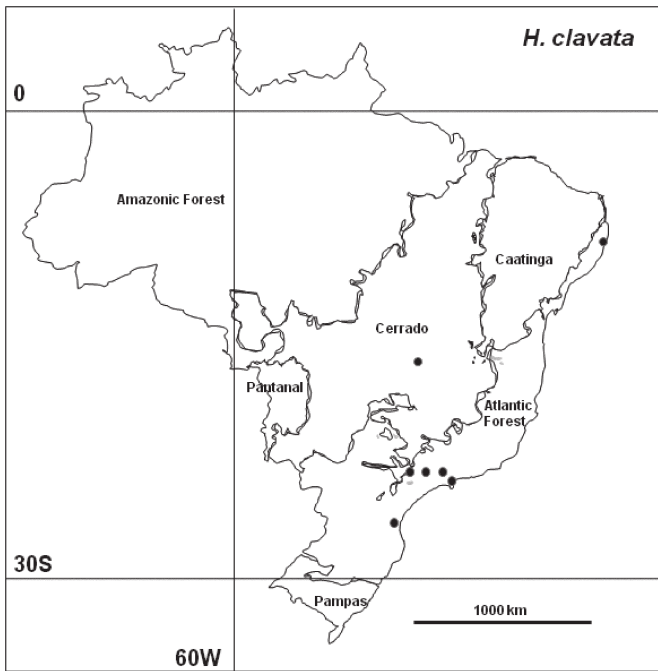 H. clavata
0
Amazonic Forest
Caatinga
Cerrado
Pantanal
Atlantic
Forest
30S
Pampas
1000 km
60W